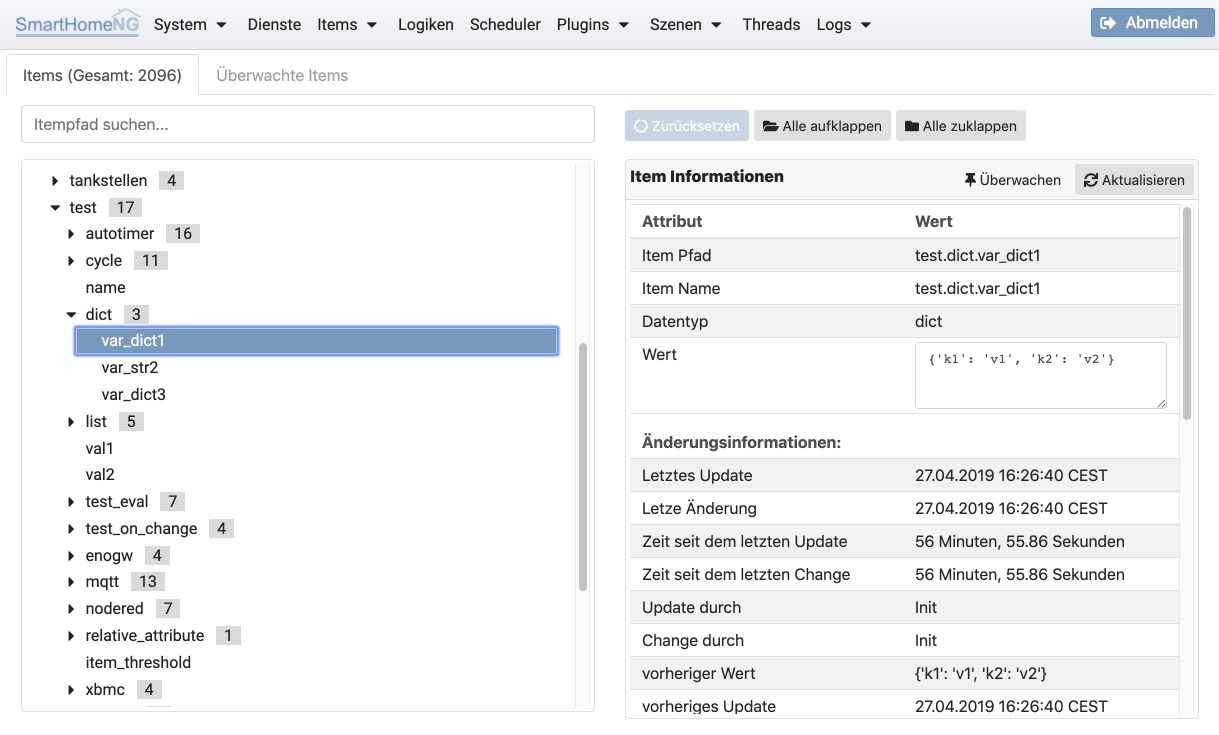 SmartHomeNG System Dienste Items Logiken Scheduler Plugins Szenen Threads Logs Abmelden
Items (Gesamt: 2096) Überwachte Items
Itempfad suchen...
Zurücksetzen Alle aufklappen Alle zuklappen
tankstellen 4
test 17
autotimer 16
cycle 11
name
dict 3
var_dict1
var_str2
var_dict3
list 5
val1
val2
test_eval 7
test_on_change 4
enogw 4
mqtt 13
nodered 7
relative_attribute 1
item_threshold
xbmc 4
Item Informationen Überwachen Aktualisieren
Attribut Wert
Item Pfad test.dict.var_dict1
Item Name test.dict.var_dict1
Datentyp dict
Wert {'k1': 'v1', 'k2': 'v2'}
Änderungsinformationen:
Letztes Update 27.04.2019 16:26:40 CEST
Letze Änderung 27.04.2019 16:26:40 CEST
Zeit seit dem letzten Update 56 Minuten, 55.86 Sekunden
Zeit seit dem letzten Change 56 Minuten, 55.86 Sekunden
Update durch Init
Change durch Init
vorheriger Wert {'k1': 'v1', 'k2': 'v2'}
vorheriges Update 27.04.2019 16:26:40 CEST